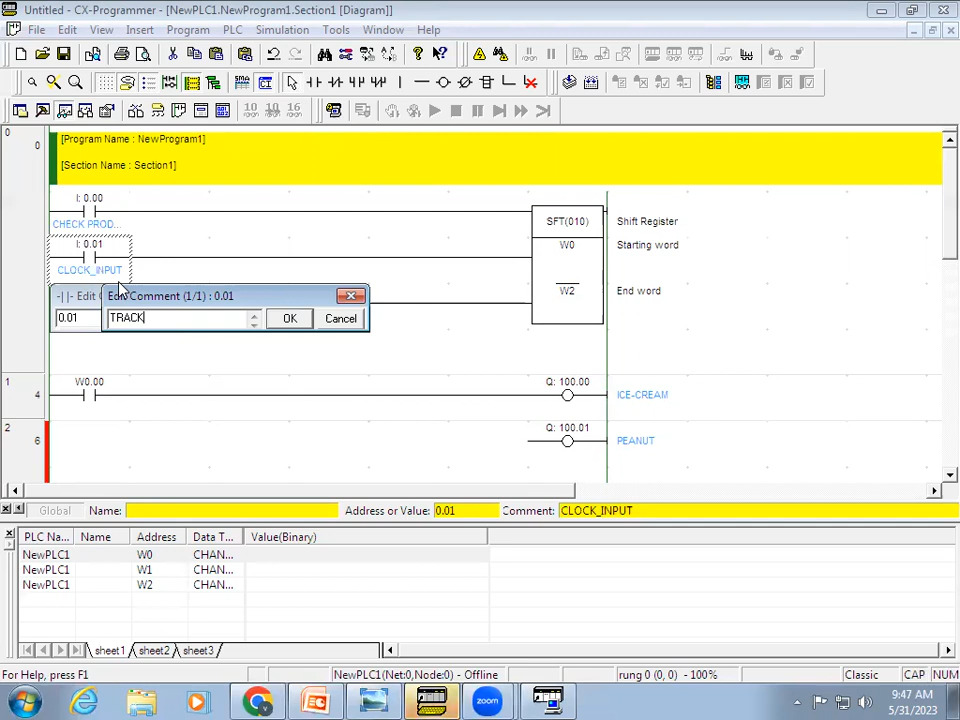 Untitled - CX-Programmer - [NewPLC1.NewProgram1.Section1 [Diagram]]
File Edit View Insert Program PLC Simulation Tools Window Help
SMA
10 10 16
0
0
[Program Name : NewProgram1]
[Section Name : Section1]
I: 0.00
CHECK PROD...
SFT(010)
Shift Register
I: 0.01
W0
Starting word
CLOCK_INPUT
W2
End word
Edit Comment (1/1) : 0.01
0.01
TRACK
OK
Cancel
1
4
W0.00
Q: 100.00
ICE-CREAM
2
6
Q: 100.01
PEANUT
Global Name: Address or Value: 0.01 Comment: CLOCK_INPUT
PLC Na... Name Address Data T... Value(Binary)
NewPLC1 W0 CHAN...
NewPLC1 W1 CHAN...
NewPLC1 W2 CHAN...
sheet1 sheet2 sheet3
For Help, press F1 NewPLC1(Net:0,Node:0) - Offline rung 0 (0, 0) - 100% Classic CAP NUM
zoom
9:47 AM
5/31/2023